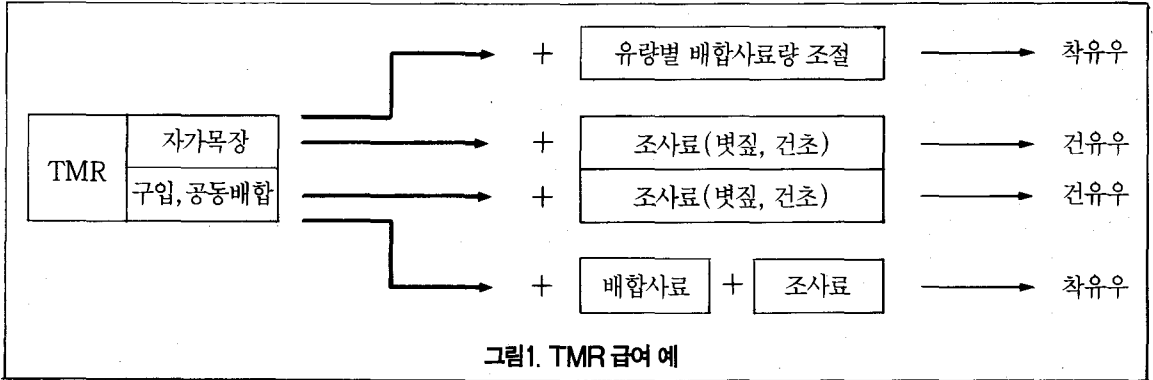 + 유량별 배합사료량 조절 착유우
TMR 자가목장 + 조사료(볏짚, 건초) 건유우
구입,공동배합 + 조사료(볏짚, 건초) 건유우
+ 배합사료 + 조사료 착유우
그림1. TMR 급여 예